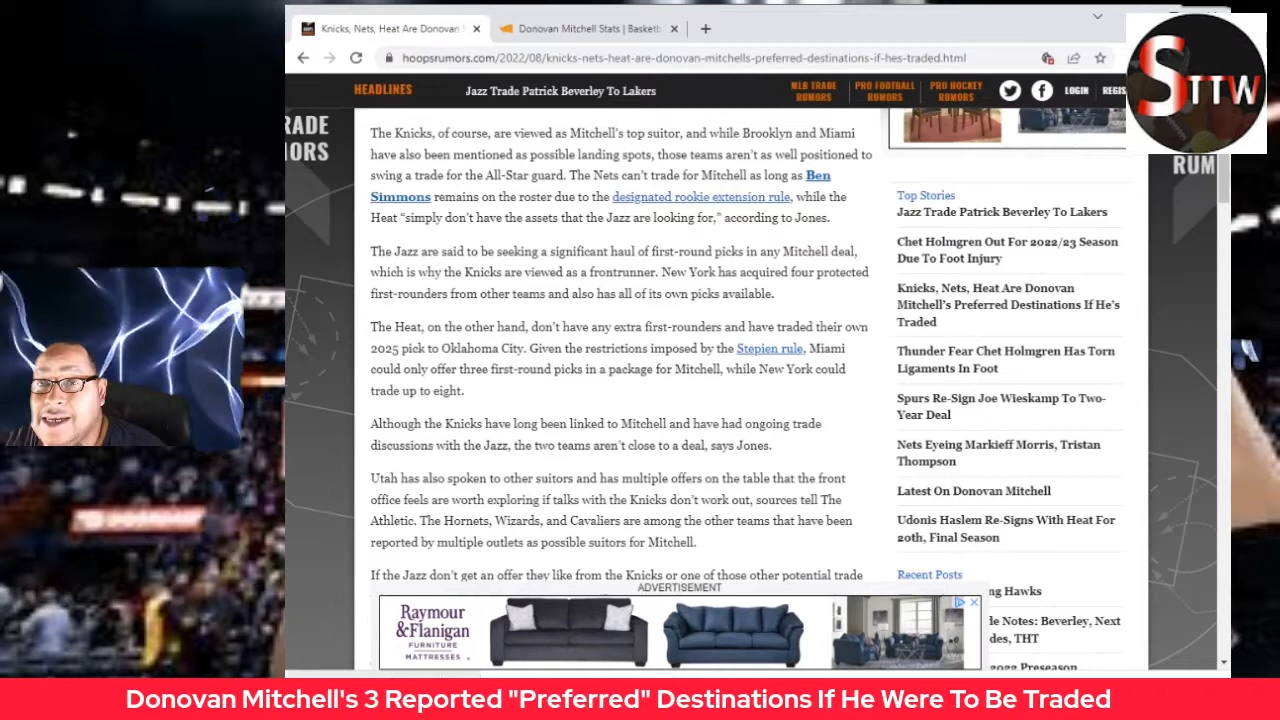 Knicks, Nets, Heat Are Donovan
Donovan Mitchell Stats | Basketb
hoopsrumors.com/2022/08/knicks-nets-heat-are-donovan-mitchells-preferred-destinations-if-hes-traded.html
STTW
HEADLINES
Jazz Trade Patrick Beverley To Lakers
MLB TRADE
RUMORS
PRO FOOTBALL
RUMORS
PRO HOCKEY
RUMORS
LOGIN
REGIS
RADE
MORS
RUM
The Knicks, of course, are viewed as Mitchell's top suitor, and while Brooklyn and Miami
have also been mentioned as possible landing spots, those teams aren't as well positioned to
swing a trade for the All-Star guard. The Nets can't trade for Mitchell as long as Ben
Simmons remains on the roster due to the designated rookie extension rule, while the
Heat “simply don't have the assets that the Jazz are looking for,” according to Jones.
The Jazz are said to be seeking a significant haul of first-round picks in any Mitchell deal,
which is why the Knicks are viewed as a frontrunner. New York has acquired four protected
first-rounders from other teams and also has all of its own picks available.
The Heat, on the other hand, don't have any extra first-rounders and have traded their own
2025 pick to Oklahoma City. Given the restrictions imposed by the Stepien rule, Miami
could only offer three first-round picks in a package for Mitchell, while New York could
trade up to eight.
Although the Knicks have long been linked to Mitchell and have had ongoing trade
discussions with the Jazz, the two teams aren't close to a deal, says Jones.
Utah has also spoken to other suitors and has multiple offers on the table that the front
office feels are worth exploring if talks with the Knicks don't work out, sources tell The
Athletic. The Hornets, Wizards, and Cavaliers are among the other teams that have been
reported by multiple outlets as possible suitors for Mitchell.
If the Jazz don't get an offer they like from the Knicks or one of those other potential trade
Top Stories
Jazz Trade Patrick Beverley To Lakers
Chet Holmgren Out For 2022/23 Season
Due To Foot Injury
Knicks, Nets, Heat Are Donovan
Mitchell's Preferred Destinations If He's
Traded
Thunder Fear Chet Holmgren Has Torn
Ligaments In Foot
Spurs Re-Sign Joe Wieskamp To Two-
Year Deal
Nets Eyeing Markieff Morris, Tristan
Thompson
Latest On Donovan Mitchell
Udonis Haslem Re-Signs With Heat For
20th, Final Season
Recent Posts
ng Hawks
de Notes: Beverley, Next
des, THT
2022 Preseason
ADVERTISEMENT
Raymour
&Flanigan
FURNITURE
MATTRESSES
Donovan Mitchell's 3 Reported "Preferred" Destinations If He Were To Be Traded